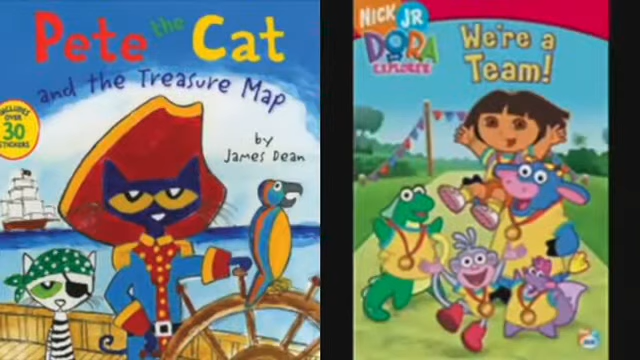 Pete the Cat
and the Treasure Map
INCLUDES
OVER
30
STICKERS
by
James Dean
NICK JR
DORA
the
EXPLORER
We're a
Team!